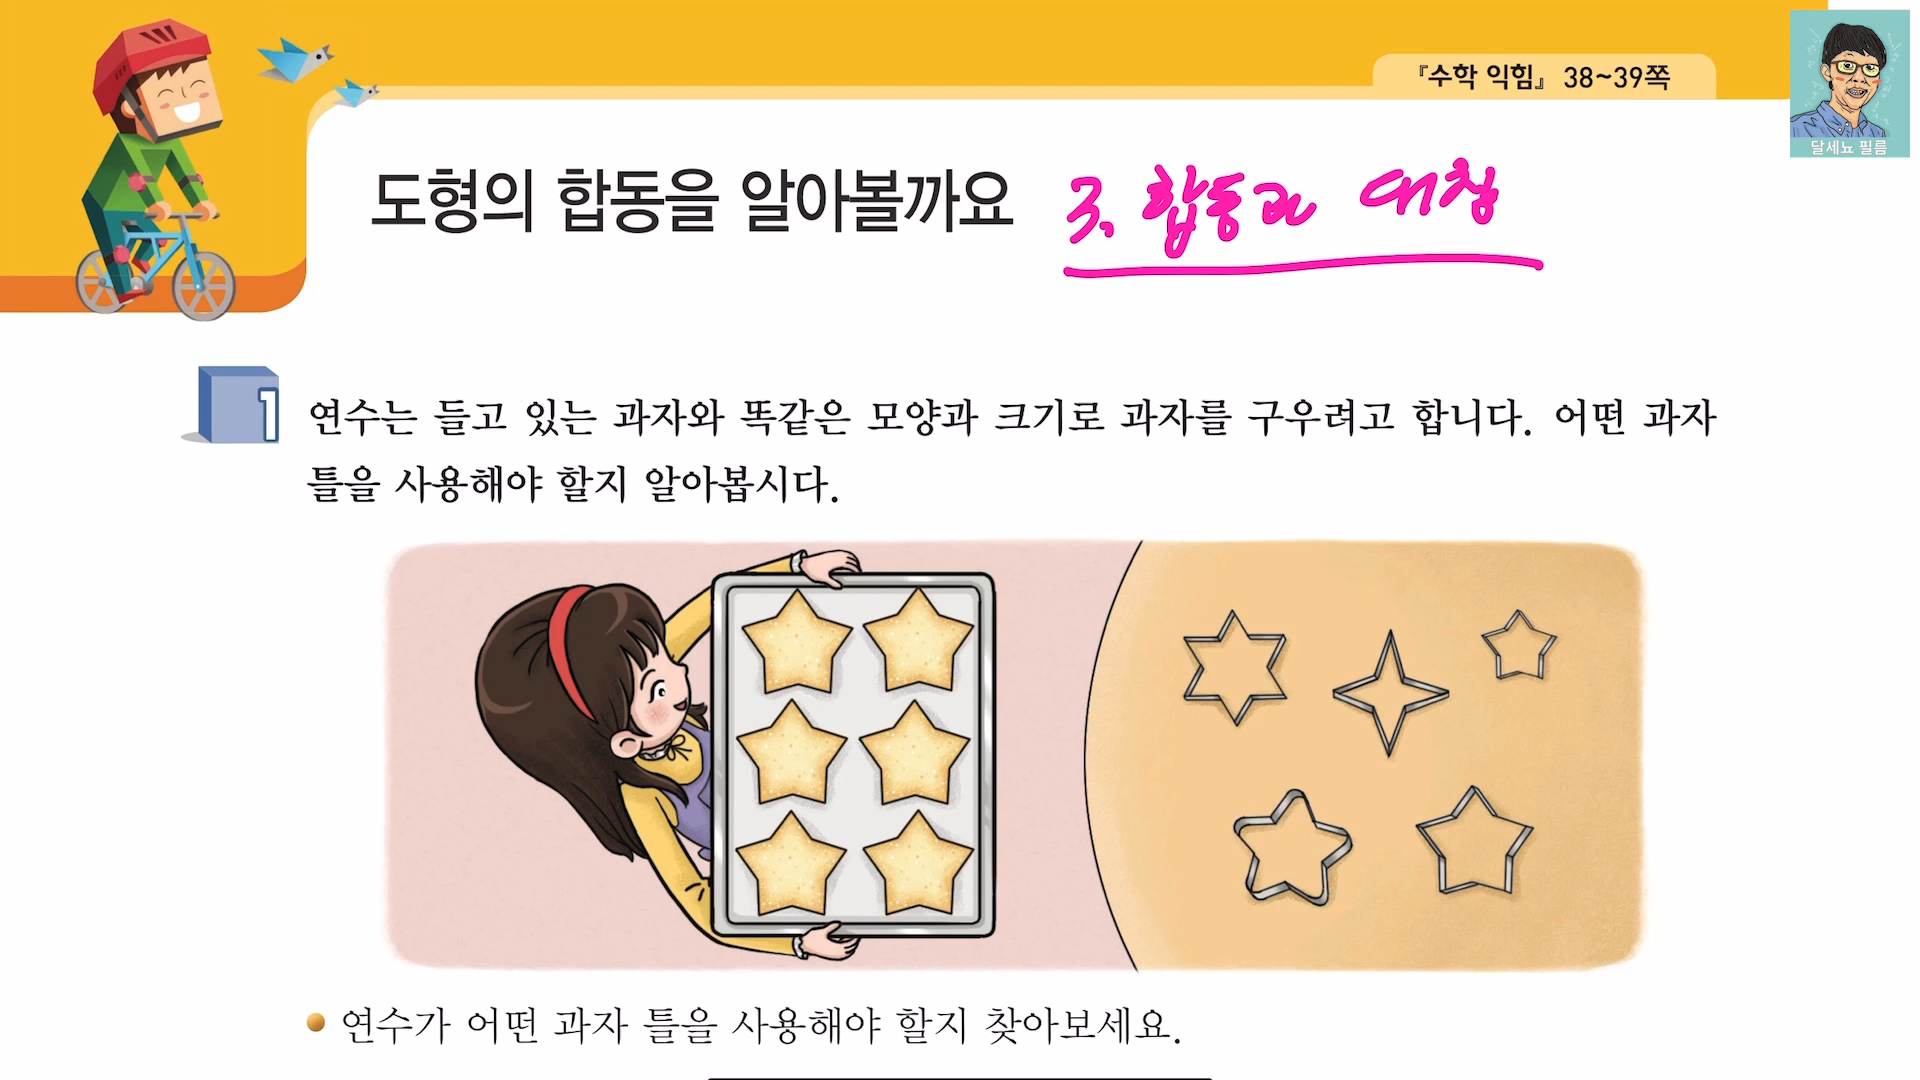 『수학 익힘』 38~39쪽
달세뇨 필름
도형의 합동을 알아볼까요
3. 합동과 대칭
1
연수는 들고 있는 과자와 똑같은 모양과 크기로 과자를 구우려고 합니다. 어떤 과자
틀을 사용해야 할지 알아봅시다.
연수가 어떤 과자 틀을 사용해야 할지 찾아보세요.